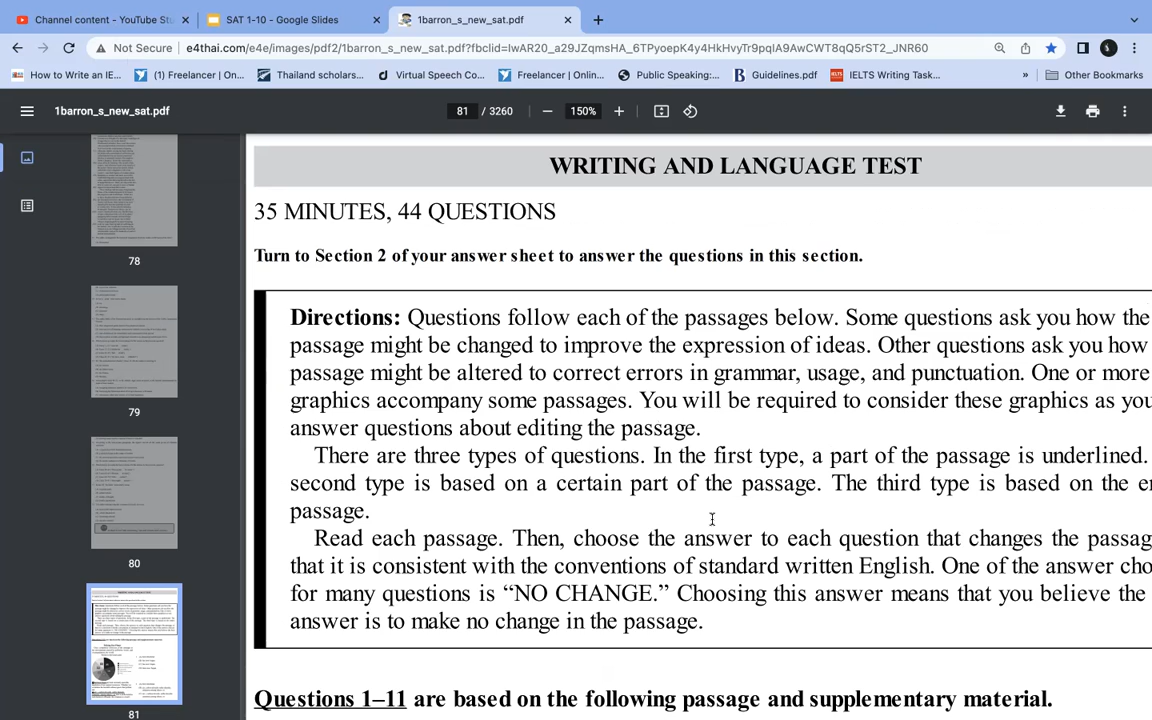 Channel content - YouTube Stu
SAT 1-10 - Google Slides
1barron_s_new_sat.pdf
Not Secure
e4thai.com/e4e/images/pdf2/1barron_s_new_sat.pdf?fbclid=IwAR20_a29JZqmsHA_6TPyoepK4y4HkHvyTr9pqIA9AwCWT8qQ5rST2_JNR60
How to Write an IE...
(1) Freelancer | On...
Thailand scholars...
Virtual Speech Co...
Freelancer | Onlin...
Public Speaking:...
Guidelines.pdf
IELTS Writing Task...
»
Other Bookmarks
1barron_s_new_sat.pdf
81 / 3260
150%
78
79
80
81
WRITING AND LANGUAGE TEST
35 MINUTES, 44 QUESTIONS
Turn to Section 2 of your answer sheet to answer the questions in this section.
Directions: Questions follow each of the passages below. Some questions ask you how the
passage might be changed to improve the expression of ideas. Other questions ask you how
passage might be altered to correct errors in grammar, usage, and punctuation. One or more
graphics accompany some passages. You will be required to consider these graphics as you
answer questions about editing the passage.
There are three types of questions. In the first type, a part of the passage is underlined.
second type is based on a certain part of the passage. The third type is based on the en
passage.
Read each passage. Then, choose the answer to each question that changes the passag
that it is consistent with the conventions of standard written English. One of the answer cho
for many questions is “NO CHANGE.” Choosing this answer means that you believe the
answer is to make no change in the passage.
Questions 1–11 are based on the following passage and supplementary material.